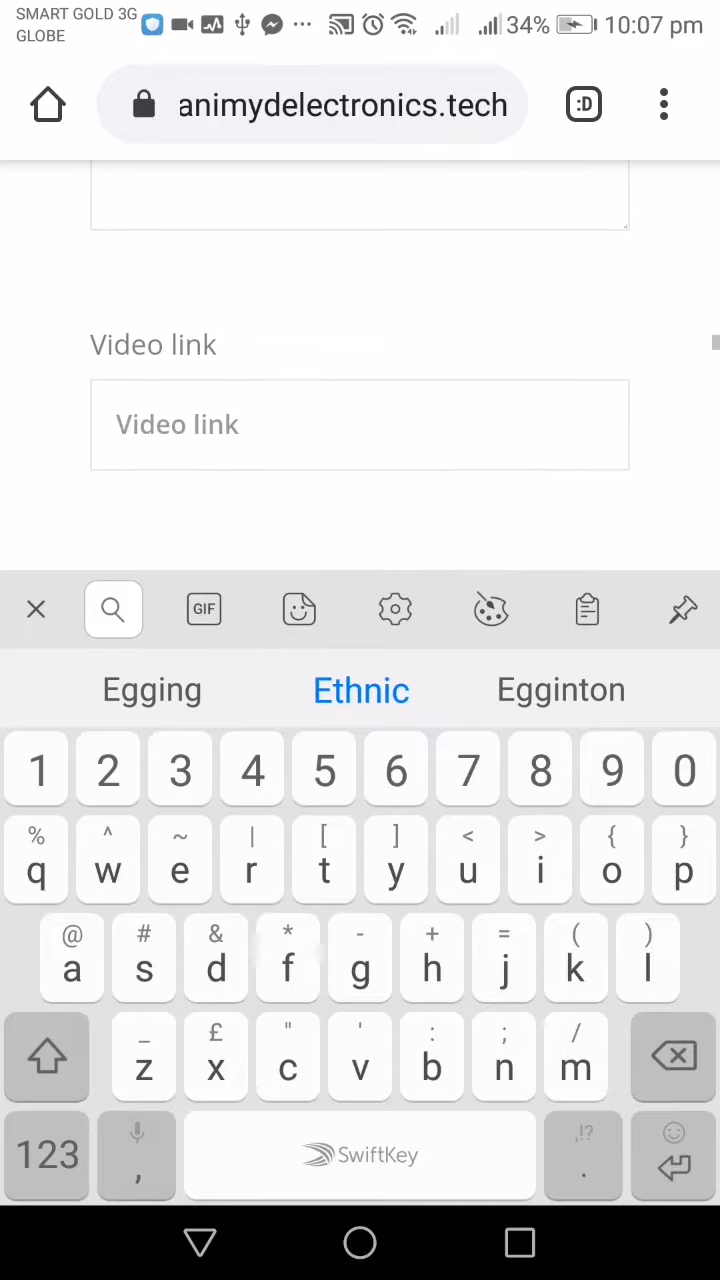 SMART GOLD 3G
GLOBE
34% 10:07 pm
animydelectronics.tech
:D
Video link
Video link
GIF
Egging Ethnic Egginton
1 2 3 4 5 6 7 8 9 0
% ^ ~ | [ ] < > { }
q w e r t y u i o p
@ # & * - + = ( )
a s d f g h j k l
_ £ " ' : ; /
z x c v b n m
,!?
123 , SwiftKey .